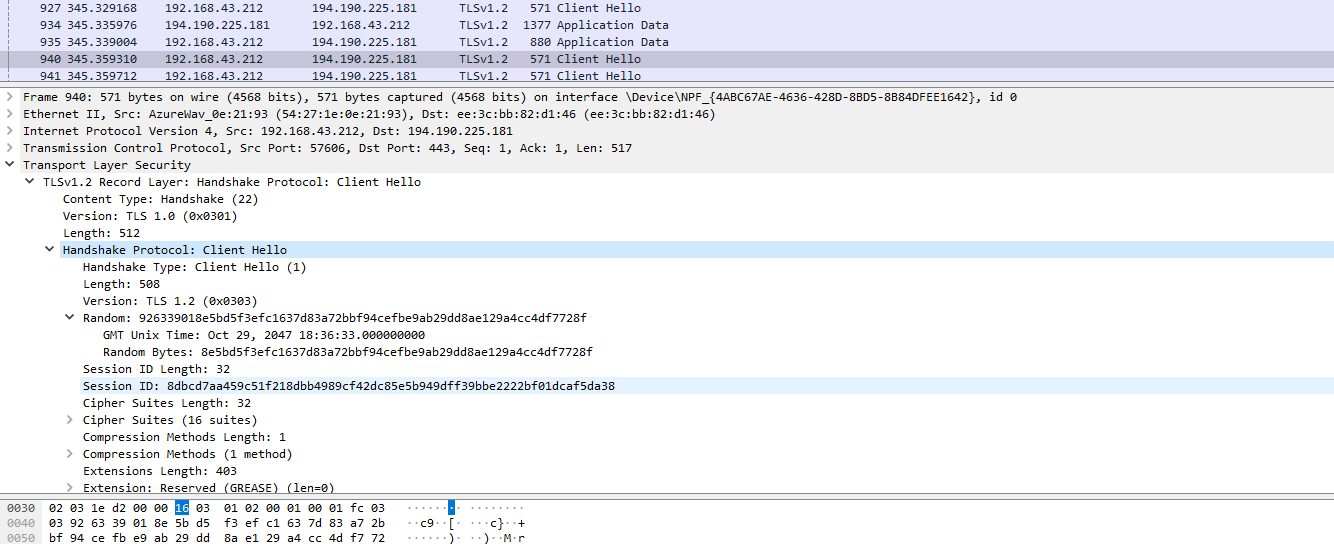 927 345.329168 192.168.43.212 194.190.225.181 TLSv1.2 571 Client Hello
934 345.335976 194.190.225.181 192.168.43.212 TLSv1.2 1377 Application Data
935 345.339004 192.168.43.212 194.190.225.181 TLSv1.2 880 Application Data
940 345.359310 192.168.43.212 194.190.225.181 TLSv1.2 571 Client Hello
941 345.359712 192.168.43.212 194.190.225.181 TLSv1.2 571 Client Hello
Frame 940: 571 bytes on wire (4568 bits), 571 bytes captured (4568 bits) on interface \Device\NPF_{4ABC67AE-4636-428D-8BD5-8B84DFEE1642}, id 0
Ethernet II, Src: AzureWav_0e:21:93 (54:27:1e:0e:21:93), Dst: ee:3c:bb:82:d1:46 (ee:3c:bb:82:d1:46)
Internet Protocol Version 4, Src: 192.168.43.212, Dst: 194.190.225.181
Transmission Control Protocol, Src Port: 57606, Dst Port: 443, Seq: 1, Ack: 1, Len: 517
Transport Layer Security
TLSv1.2 Record Layer: Handshake Protocol: Client Hello
Content Type: Handshake (22)
Version: TLS 1.0 (0x0301)
Length: 512
Handshake Protocol: Client Hello
Handshake Type: Client Hello (1)
Length: 508
Version: TLS 1.2 (0x0303)
Random: 926339018e5bd5f3efc1637d83a72bbf94cefbe9ab29dd8ae129a4cc4df7728f
GMT Unix Time: Oct 29, 2047 18:36:33.000000000
Random Bytes: 8e5bd5f3efc1637d83a72bbf94cefbe9ab29dd8ae129a4cc4df7728f
Session ID Length: 32
Session ID: 8dbcd7aa459c51f218dbb4989cf42dc85e5b949dff39bbe2222bf01dcaf5da38
Cipher Suites Length: 32
Cipher Suites (16 suites)
Compression Methods Length: 1
Compression Methods (1 method)
Extensions Length: 403
Extension: Reserved (GREASE) (len=0)
0030 02 03 1e d2 00 00 16 03 01 02 00 01 00 01 fc 03 ········ ········
0040 03 92 63 39 01 8e 5b d5 f3 ef c1 63 7d 83 a7 2b ··c9··[· ···c}··+
0050 bf 94 ce fb e9 ab 29 dd 8a e1 29 a4 cc 4d f7 72 ······)· ··)··M·r